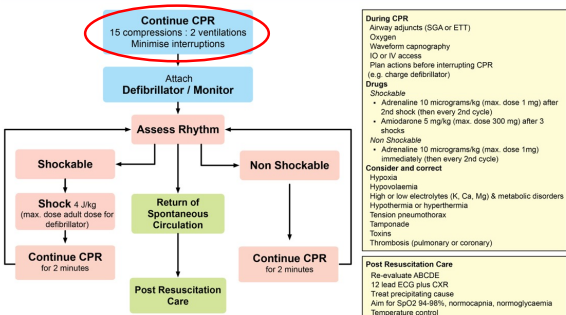 Continue CPR
15 compressions : 2 ventilations
Minimise interruptions
Attach
Defibrillator / Monitor
Assess Rhythm
Shockable
Non Shockable
Shock 4 J/kg
(max. dose adult dose for
defibrillator)
Return of
Spontaneous
Circulation
Continue CPR
for 2 minutes
Continue CPR
for 2 minutes
Post Resuscitation
Care
During CPR
Airway adjuncts (SGA or ETT)
Oxygen
Waveform capnography
IO or IV access
Plan actions before interrupting CPR
(e.g. charge defibrillator)
Drugs
Shockable
• Adrenaline 10 micrograms/kg (max. dose 1 mg) after
2nd shock (then every 2nd cycle)
• Amiodarone 5 mg/kg (max. dose 300 mg) after 3
shocks
Non Shockable
• Adrenaline 10 micrograms/kg (max. dose 1mg)
immediately (then every 2nd cycle)
Consider and correct
Hypoxia
Hypovolaemia
High or low electrolytes (K, Ca, Mg) & metabolic disorders
Hypothermia or hyperthermia
Tension pneumothorax
Tamponade
Toxins
Thrombosis (pulmonary or coronary)
Post Resuscitation Care
Re-evaluate ABCDE
12 lead ECG plus CXR
Treat precipitating cause
Aim for SpO2 94-98%, normocapnia, normoglycaemia
Temperature control